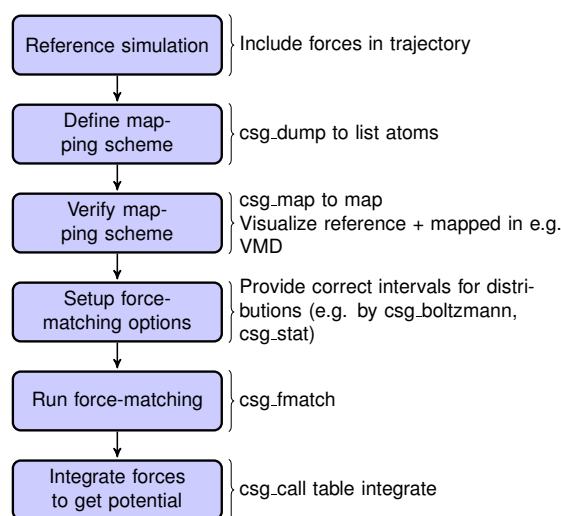 Reference simulation
Include forces in trajectory
Define map-
ping scheme
csg_dump to list atoms
Verify map-
ping scheme
csg_map to map
Visualize reference + mapped in e.g.
VMD
Setup force-
matching options
Provide correct intervals for distri-
butions (e.g. by csg_boltzmann,
csg_stat)
Run force-matching
csg_fmatch
Integrate forces
to get potential
csg_call table integrate